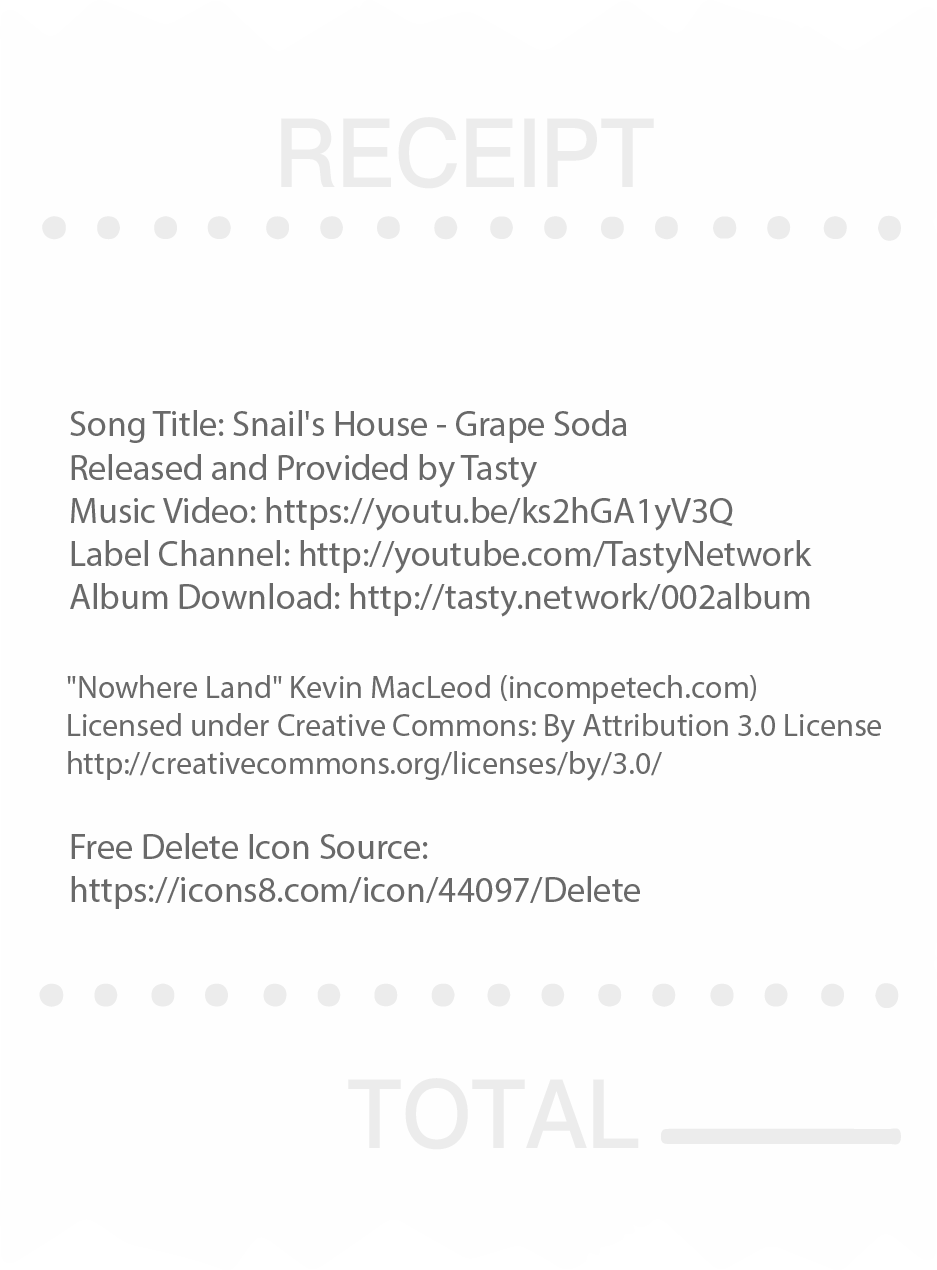 RECEIPT
Song Title: Snail's House - Grape Soda
Released and Provided by Tasty
Music Video: https://youtu.be/ks2hGA1yV3Q
Label Channel: http://youtube.com/TastyNetwork
Album Download: http://tasty.network/002album
"Nowhere Land" Kevin MacLeod (incompetech.com)
Licensed under Creative Commons: By Attribution 3.0 License
http://creativecommons.org/licenses/by/3.0/
Free Delete Icon Source:
https://icons8.com/icon/44097/Delete
TOTAL